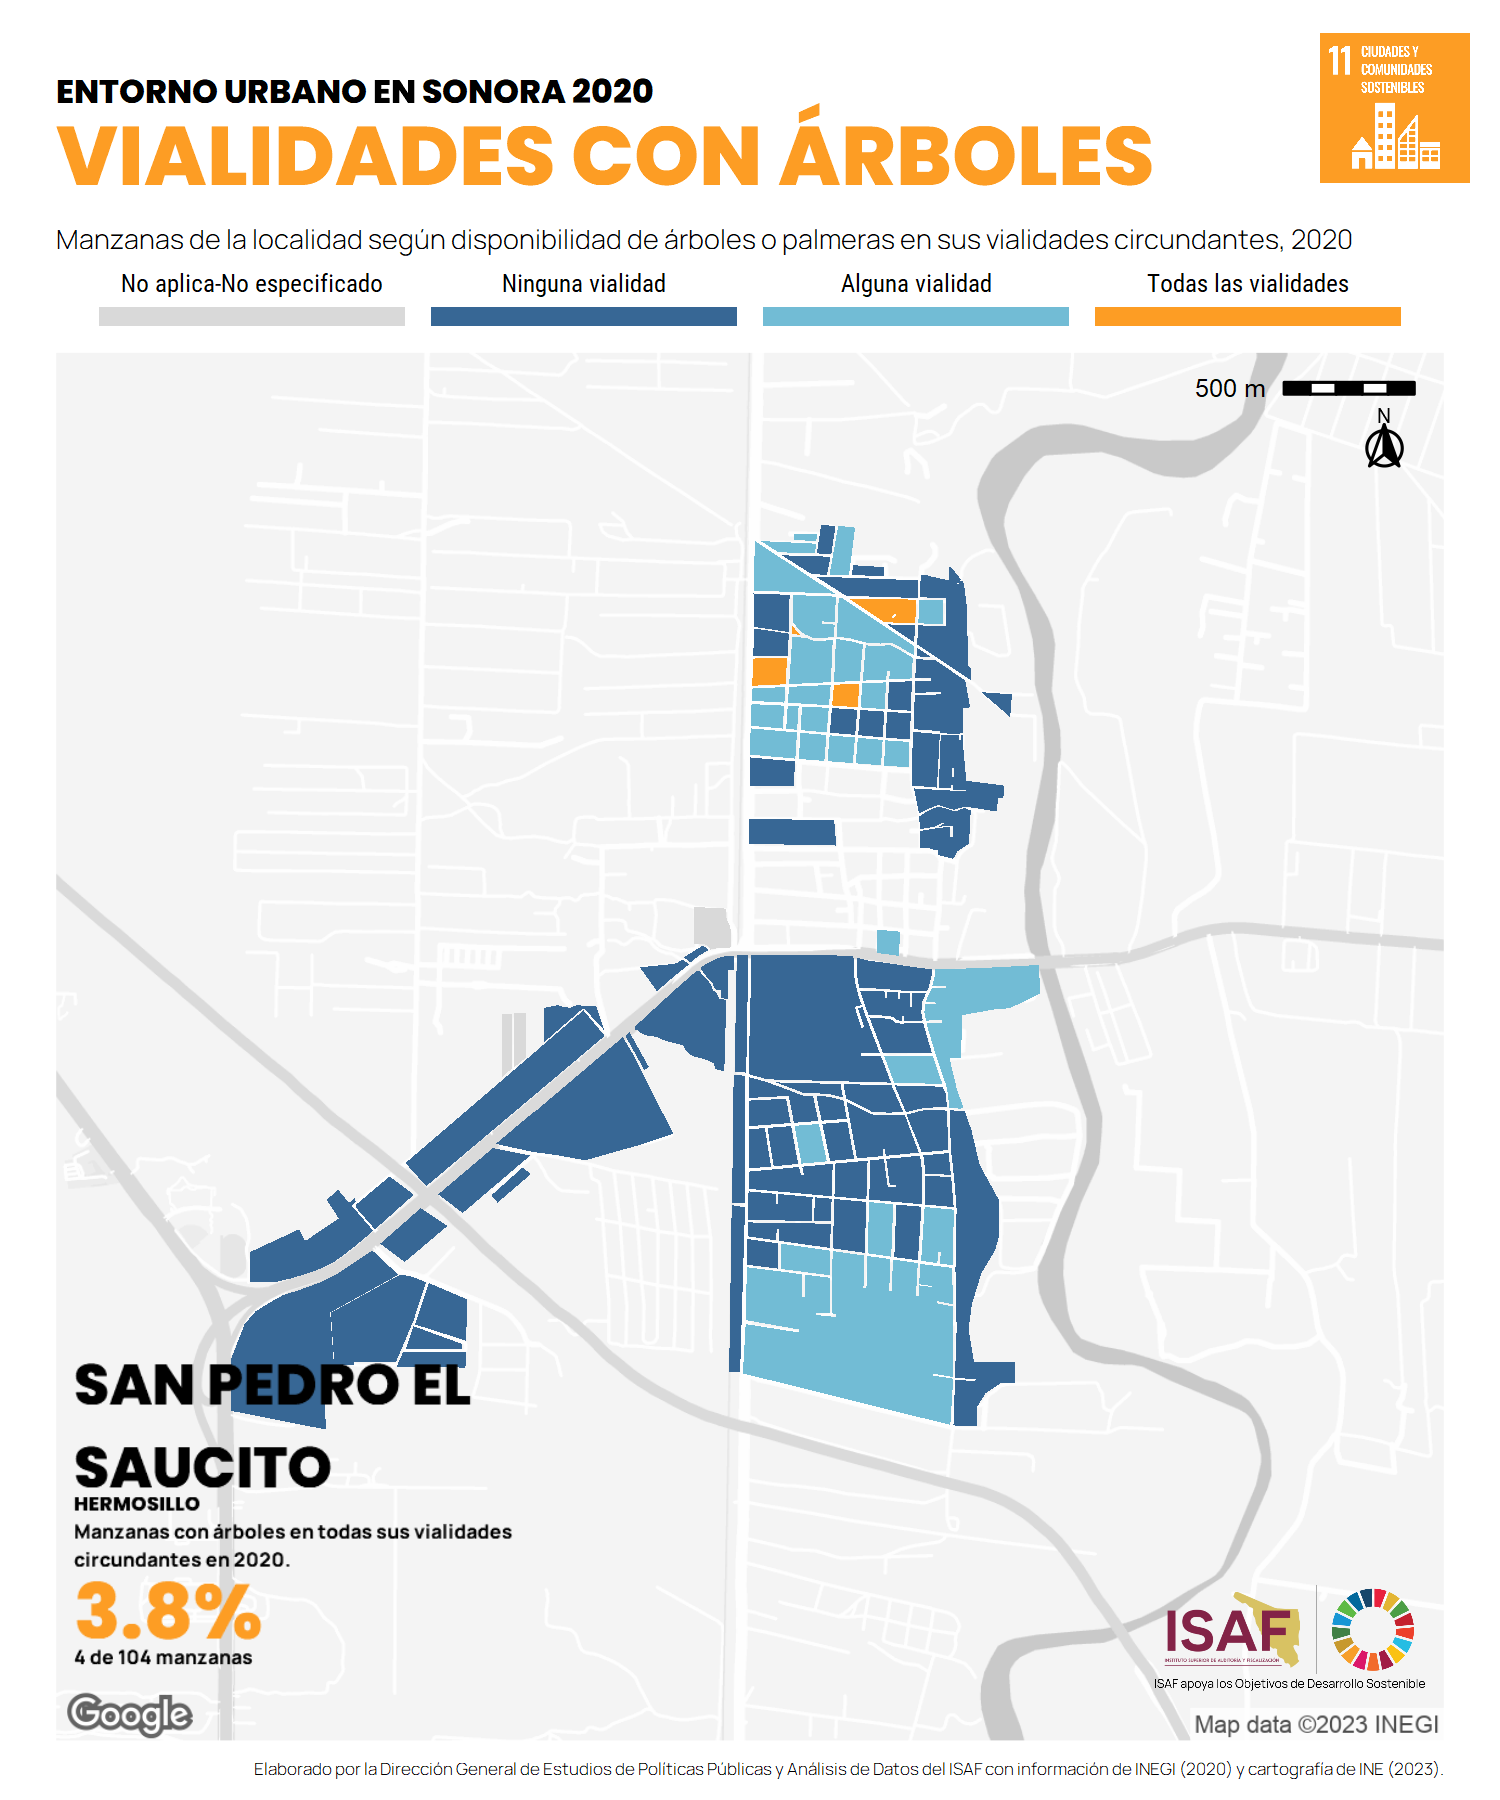 ENTORNO URBANO EN SONORA 2020
VIALIDADES CON ÁRBOLES
11 CIUDADES Y
COMUNIDADES
SOSTENIBLES
Manzanas de la localidad según disponibilidad de árboles o palmeras en sus vialidades circundantes, 2020
No aplica-No especificado
Ninguna vialidad
Alguna vialidad
Todas las vialidades
500 m
N
SAN PEDRO EL
SAUCITO
HERMOSILLO
Manzanas con árboles en todas sus vialidades
circundantes en 2020.
3.8%
4 de 104 manzanas
Google
ISAF
INSTITUTO SUPERIOR DE AUDITORÍA Y FISCALIZACIÓN
ISAF apoya los Objetivos de Desarrollo Sostenible
Map data ©2023 INEGI
Elaborado por la Dirección General de Estudios de Políticas Públicas y Análisis de Datos del ISAF con información de INEGI (2020) y cartografía de INE (2023).